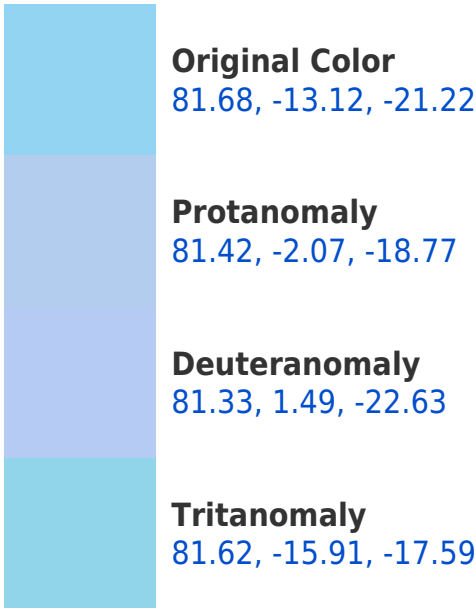 Original Color
81.68, -13.12, -21.22
Protanomaly
81.42, -2.07, -18.77
Deuteranomaly
81.33, 1.49, -22.63
Tritanomaly
81.62, -15.91, -17.59